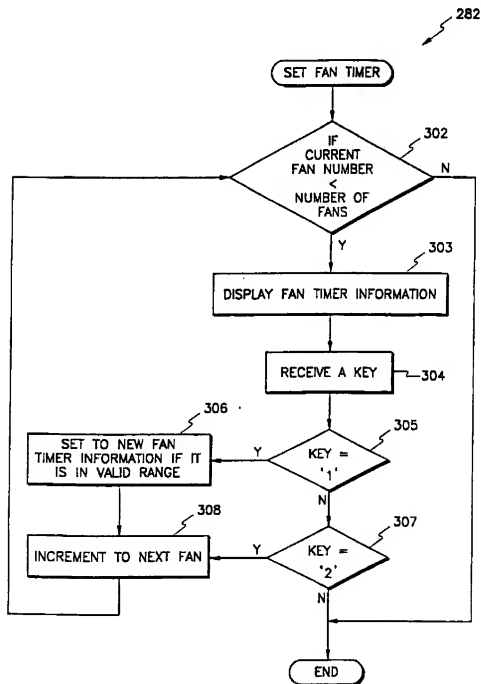 282
SET FAN TIMER
302
IF
CURRENT
FAN NUMBER
<
NUMBER OF
FANS
N
Y
303
DISPLAY FAN TIMER INFORMATION
RECEIVE A KEY
304
306
305
SET TO NEW FAN
TIMER INFORMATION IF IT
IS IN VALID RANGE
Y
KEY =
'1'
N
308
307
INCREMENT TO NEXT FAN
Y
KEY =
'2'
N
END